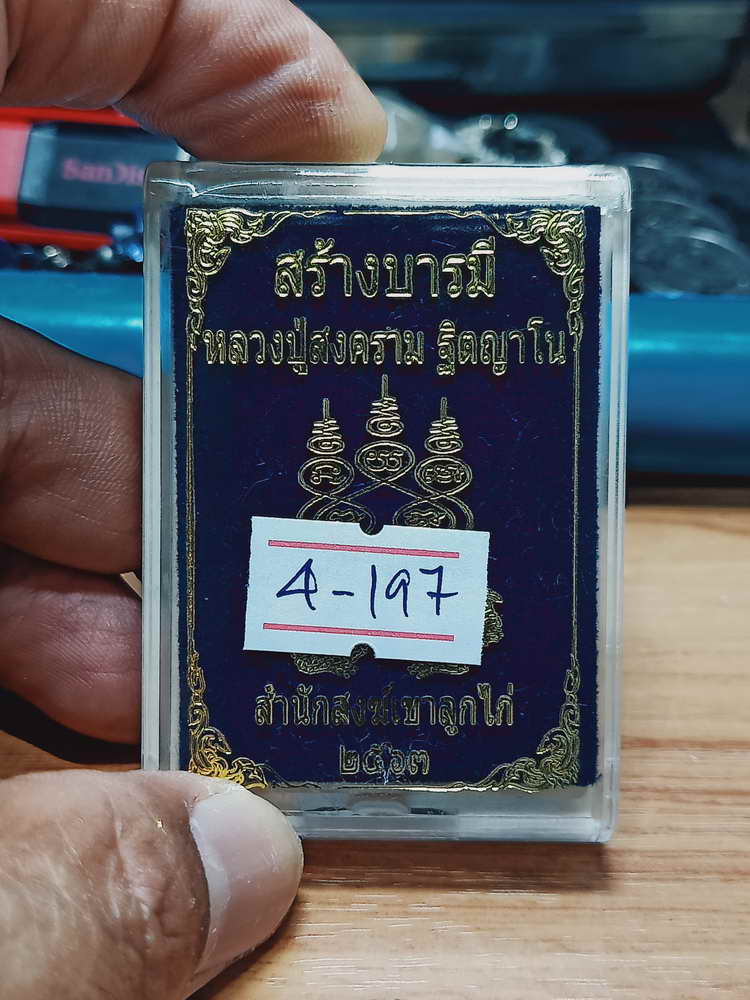 SanDis
สร้างบารมี
หลวงปู่สงคราม ฐิตญาโน
4-197
สำนักสงฆ์เขาลูกไก่
๒๕๖๓